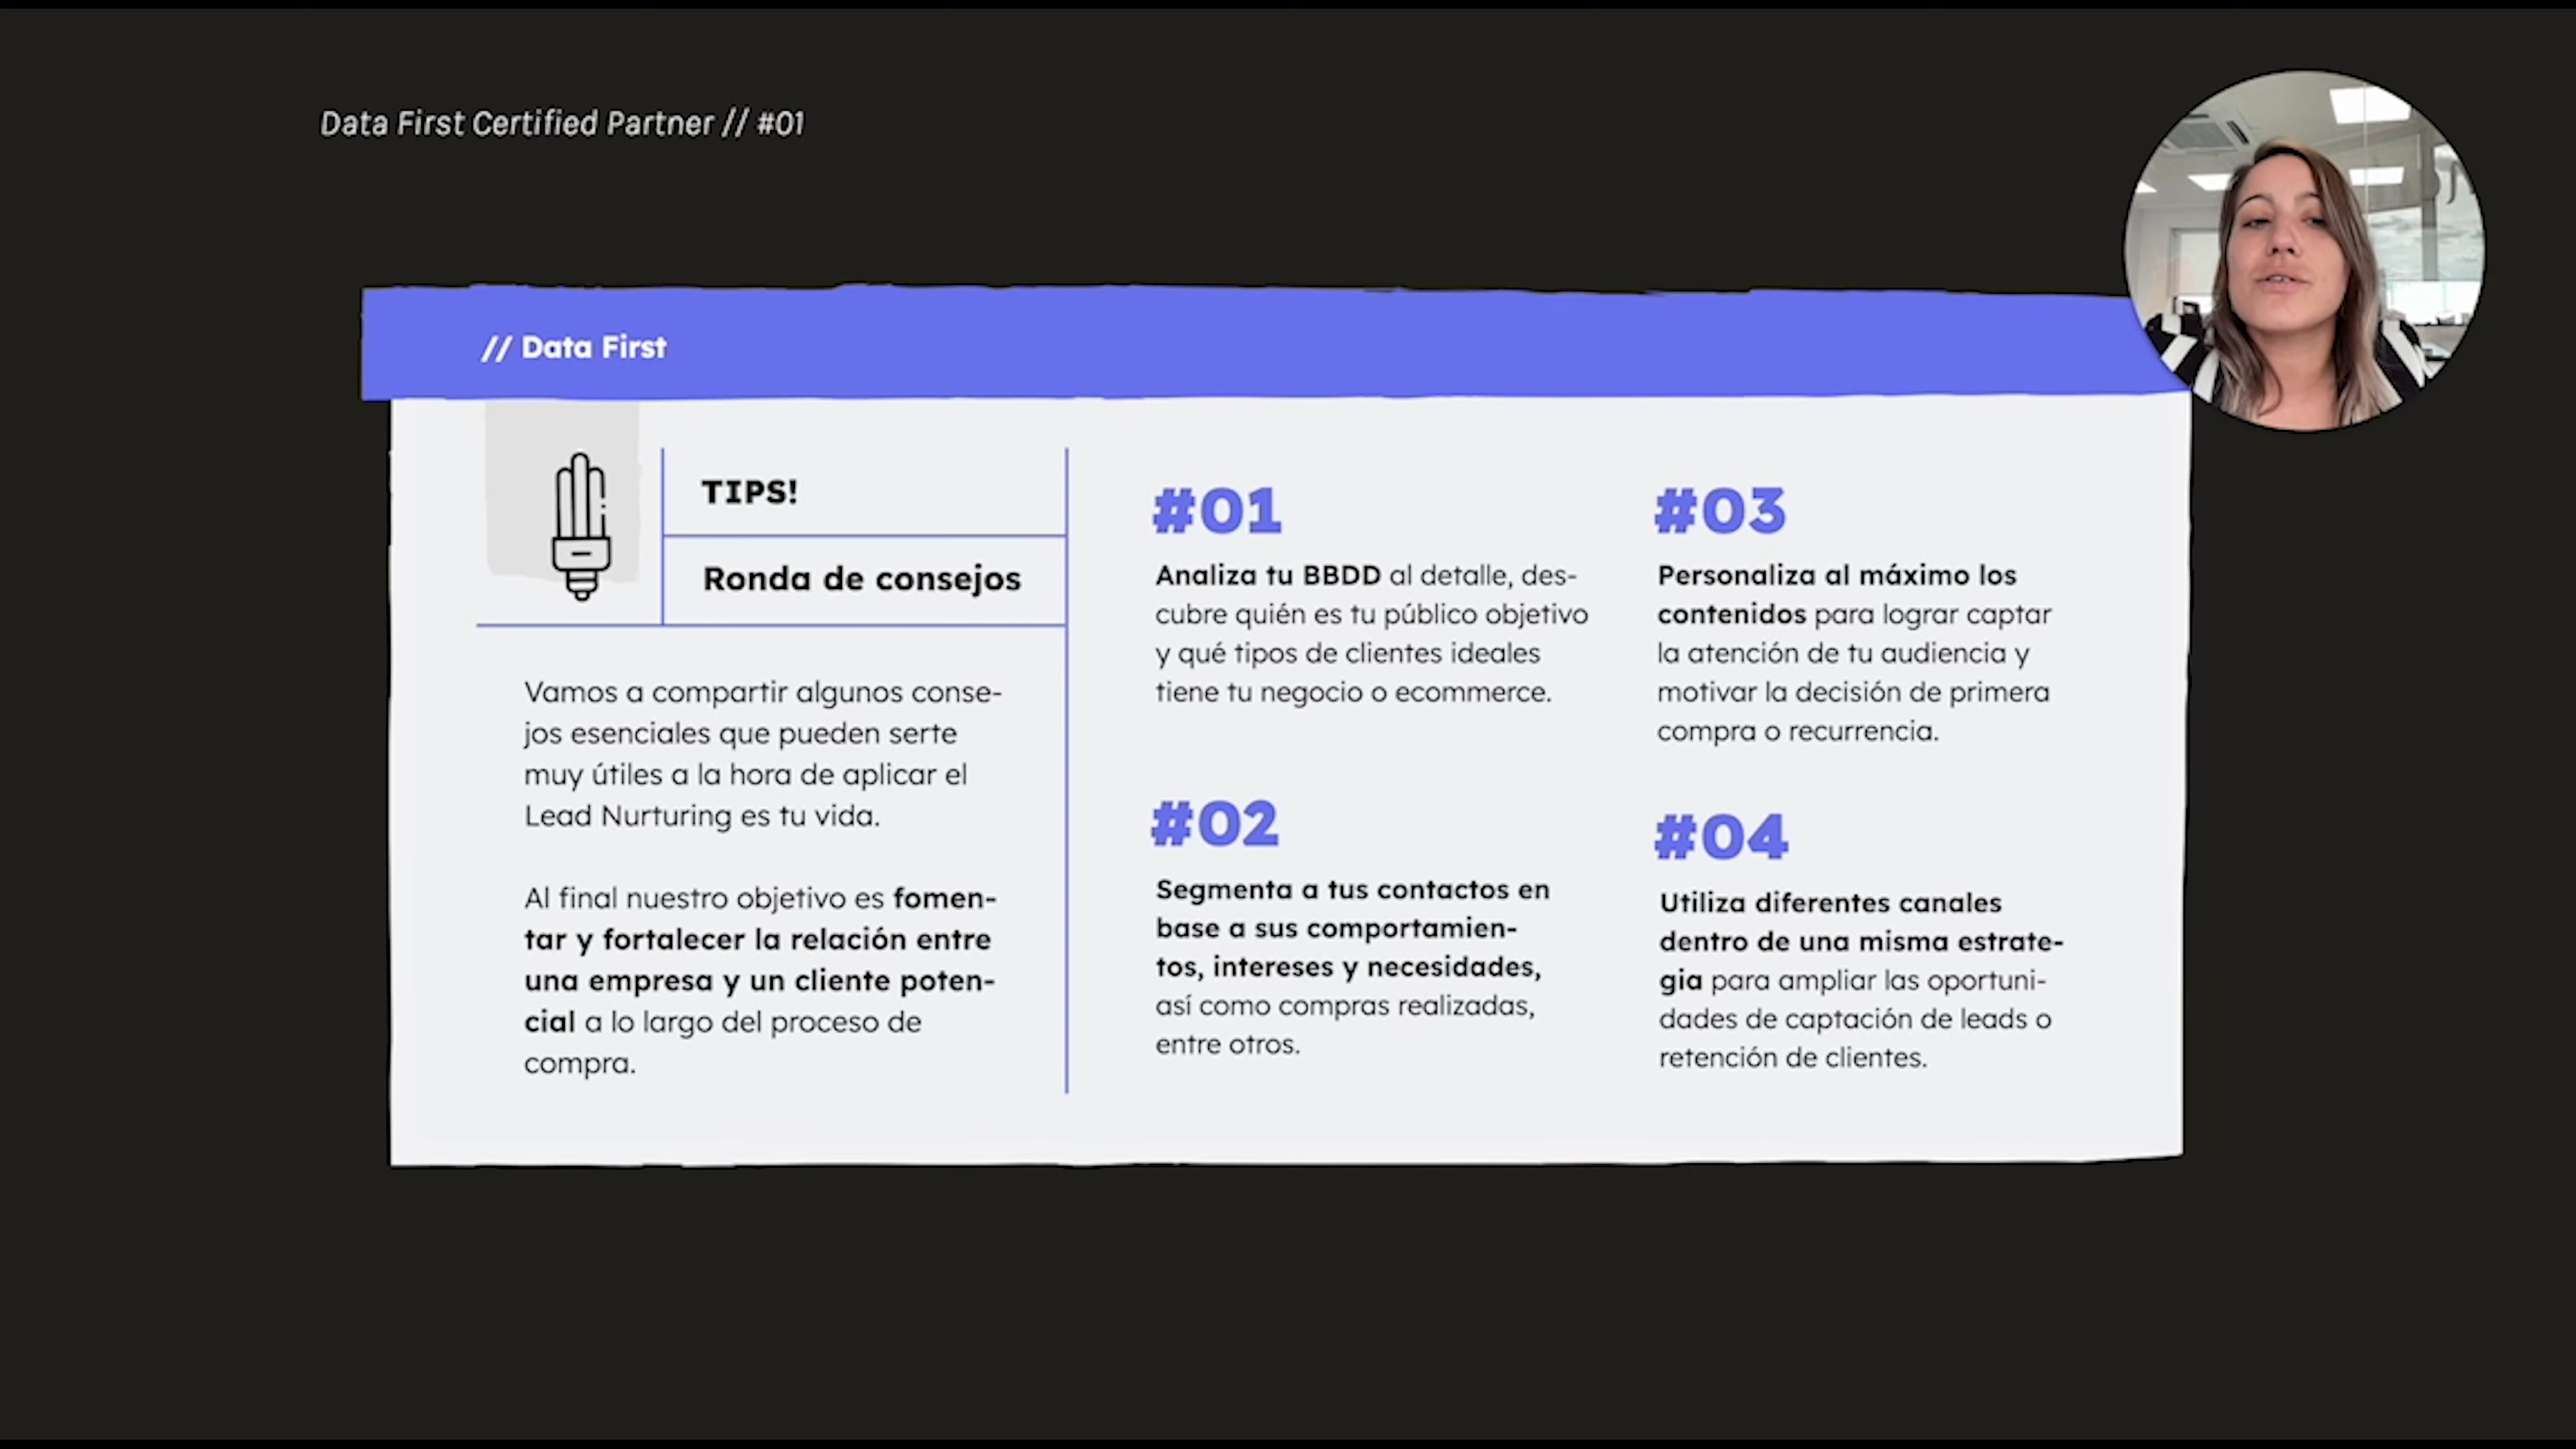 Data First Certified Partner // #01
// Data First
TIPS!
Ronda de consejos
Vamos a compartir algunos conse-
jos esenciales que pueden serte
muy útiles a la hora de aplicar el
Lead Nurturing es tu vida.
Al final nuestro objetivo es fomen-
tar y fortalecer la relación entre
una empresa y un cliente poten-
cial a lo largo del proceso de
compra.
#01
Analiza tu BBDD al detalle, des-
cubre quién es tu público objetivo
y qué tipos de clientes ideales
tiene tu negocio o ecommerce.
#02
Segmenta a tus contactos en
base a sus comportamien-
tos, intereses y necesidades,
así como compras realizadas,
entre otros.
#03
Personaliza al máximo los
contenidos para lograr captar
la atención de tu audiencia y
motivar la decisión de primera
compra o recurrencia.
#04
Utiliza diferentes canales
dentro de una misma estrate-
gia para ampliar las oportuni-
dades de captación de leads o
retención de clientes.